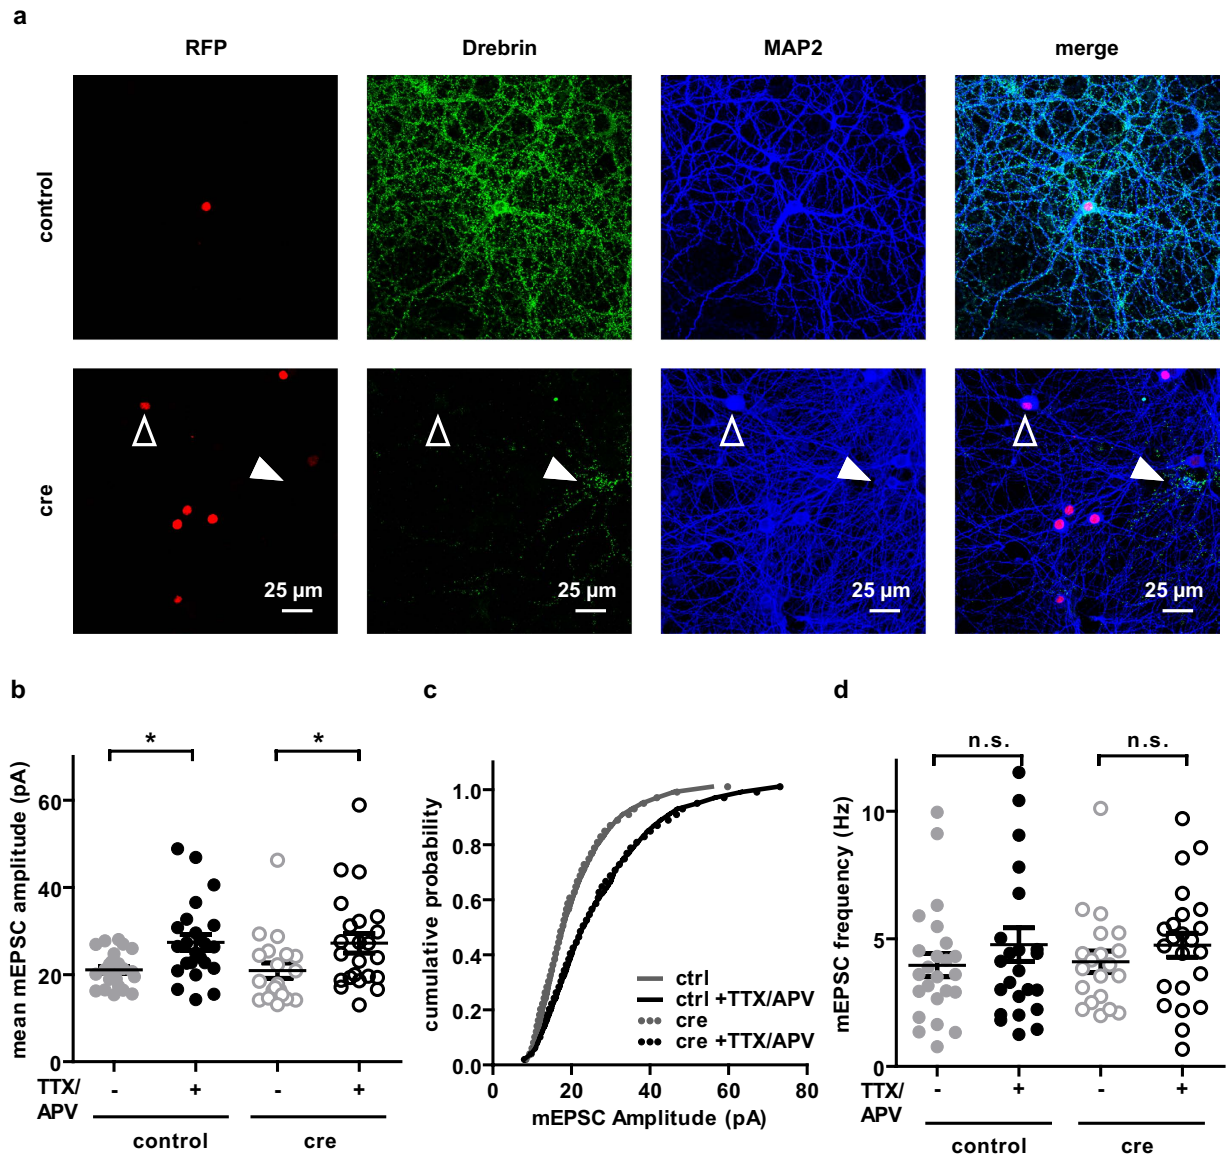 a
RFP
Drebrin
MAP2
merge
control
cre
25 µm
25 µm
25 µm
25 µm
b
mean mEPSC amplitude (pA)
60
40
20
0
*
*
TTX/
APV
-
+
-
+
control
cre
c
cumulative probability
1.0
0.8
0.6
0.4
0.2
0.0
ctrl
ctrl +TTX/APV
cre
cre +TTX/APV
0
20
40
60
80
mEPSC Amplitude (pA)
d
mEPSC frequency (Hz)
10
5
0
n.s.
n.s.
TTX/
APV
-
+
-
+
control
cre